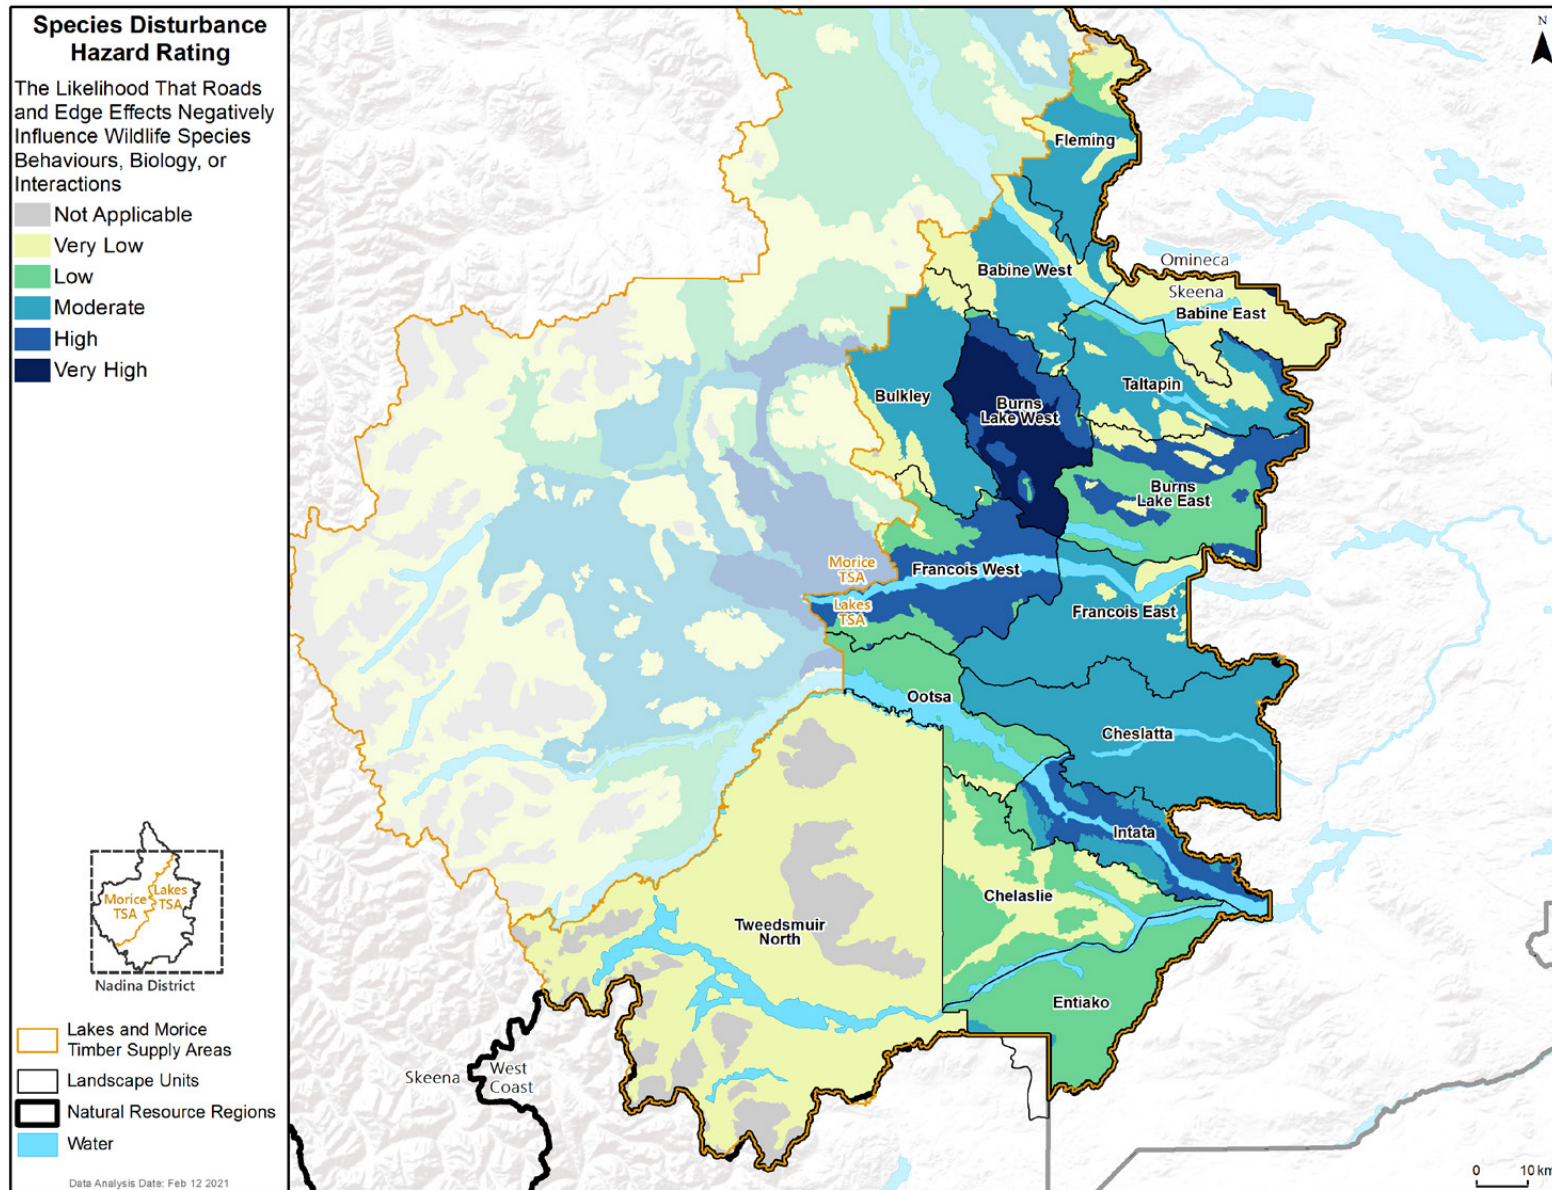 Species Disturbance
Hazard Rating
The Likelihood That Roads
and Edge Effects Negatively
Influence Wildlife Species
Behaviours, Biology, or
Interactions
Not Applicable
Very Low
Low
Moderate
High
Very High
Morice
TSA
Lakes
TSA
Nadina District
Lakes and Morice
Timber Supply Areas
Landscape Units
Natural Resource Regions
Water
Data Analysis Date: Feb 12 2021
N
Fleming
Babine West
Omineca
Skeena
Babine East
Bulkley
Burns
Lake West
Taltapin
Burns
Lake East
Morice
TSA
Lakes
TSA
Francois West
Francois East
Ootsa
Cheslatta
Intata
Chelaslie
Tweedsmuir
North
Entiako
Skeena
West
Coast
0 10 km